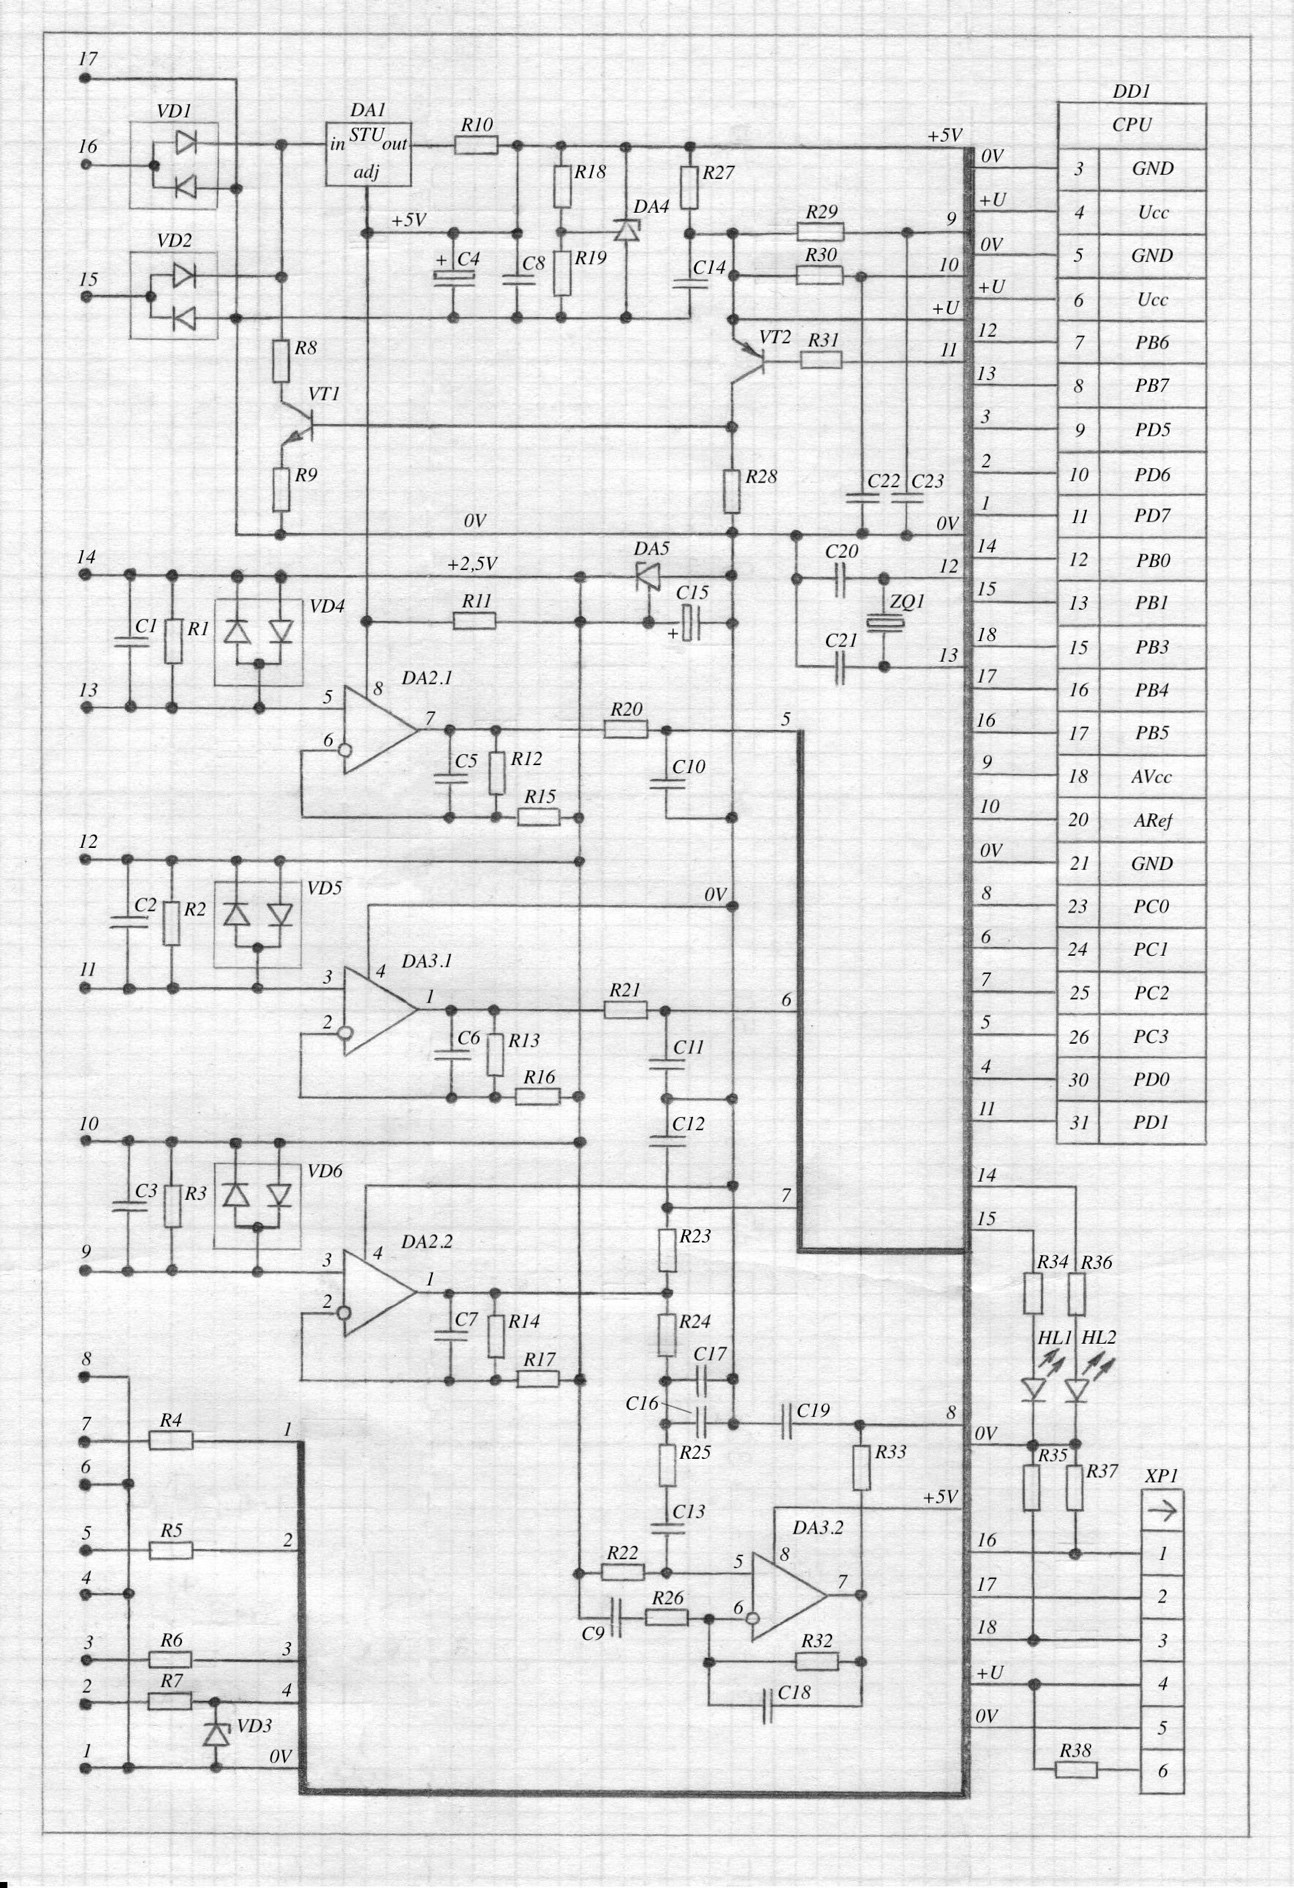 17
VD1
DA1
R10
DD1
CPU
+5V
16
in
STU
out
adj
R18
R27
0V
3
GND
+5V
DA4
R29
9
+U
4
Ucc
VD2
+
C4
C8
R19
C14
R30
10
0V
5
GND
15
+U
+U
6
Ucc
R8
VT2
R31
11
12
7
PB6
VT1
13
8
PB7
3
9
PD5
R9
R28
C22
C23
2
10
PD6
0V
0V
1
11
PD7
14
+2,5V
DA5
C20
12
14
12
PB0
C1
R1
VD4
R11
C15
+
ZQ1
15
13
PB1
C21
13
18
15
PB3
13
5
8
DA2.1
17
16
PB4
6
7
R20
5
16
17
PB5
C5
R12
C10
9
18
AVcc
R15
10
20
ARef
12
0V
21
GND
C2
R2
VD5
0V
8
23
PC0
6
24
PC1
11
3
4
DA3.1
7
25
PC2
2
1
R21
6
5
26
PC3
C6
R13
C11
4
30
PD0
R16
11
31
PD1
10
C12
C3
R3
VD6
7
14
15
9
3
4
DA2.2
R23
R34
R36
2
1
C7
R14
R24
HL1
HL2
R17
C17
8
C16
C19
8
7
R4
1
R25
R33
0V
R35
R37
XP1
6
+5V
C13
DA3.2
5
R5
2
R22
5
8
16
1
4
C9
R26
6
7
17
2
3
R6
3
R32
18
3
2
R7
4
C18
+U
4
VD3
0V
5
1
0V
R38
6